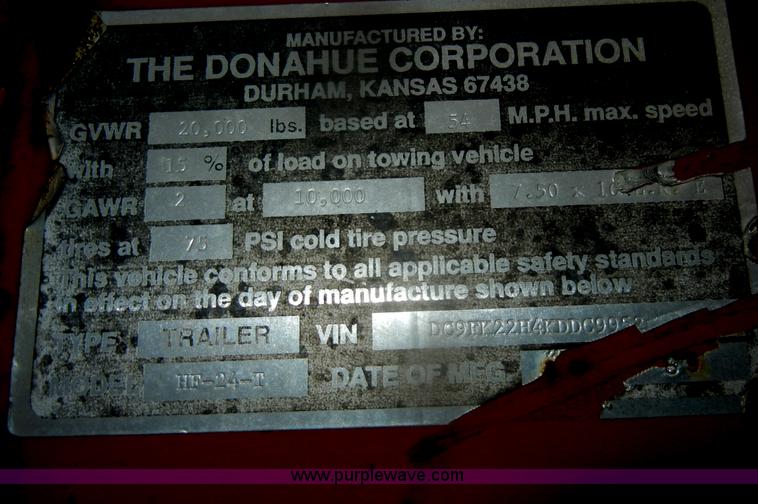 MANUFACTURED BY:
THE DONAHUE CORPORATION
DURHAM, KANSAS 67438
GVWR 20,000 lbs. based at 54 M.P.H. max. speed
with 15 % of load on towing vehicle
GAWR 2 at 10,000 with 7.50 x
tires at 75 PSI cold tire pressure
This vehicle conforms to all applicable safety standards
in effect on the day of manufacture shown below
TYPE TRAILER VIN
MODEL HF-24-T DATE OF MFG.
www.purplewave.com